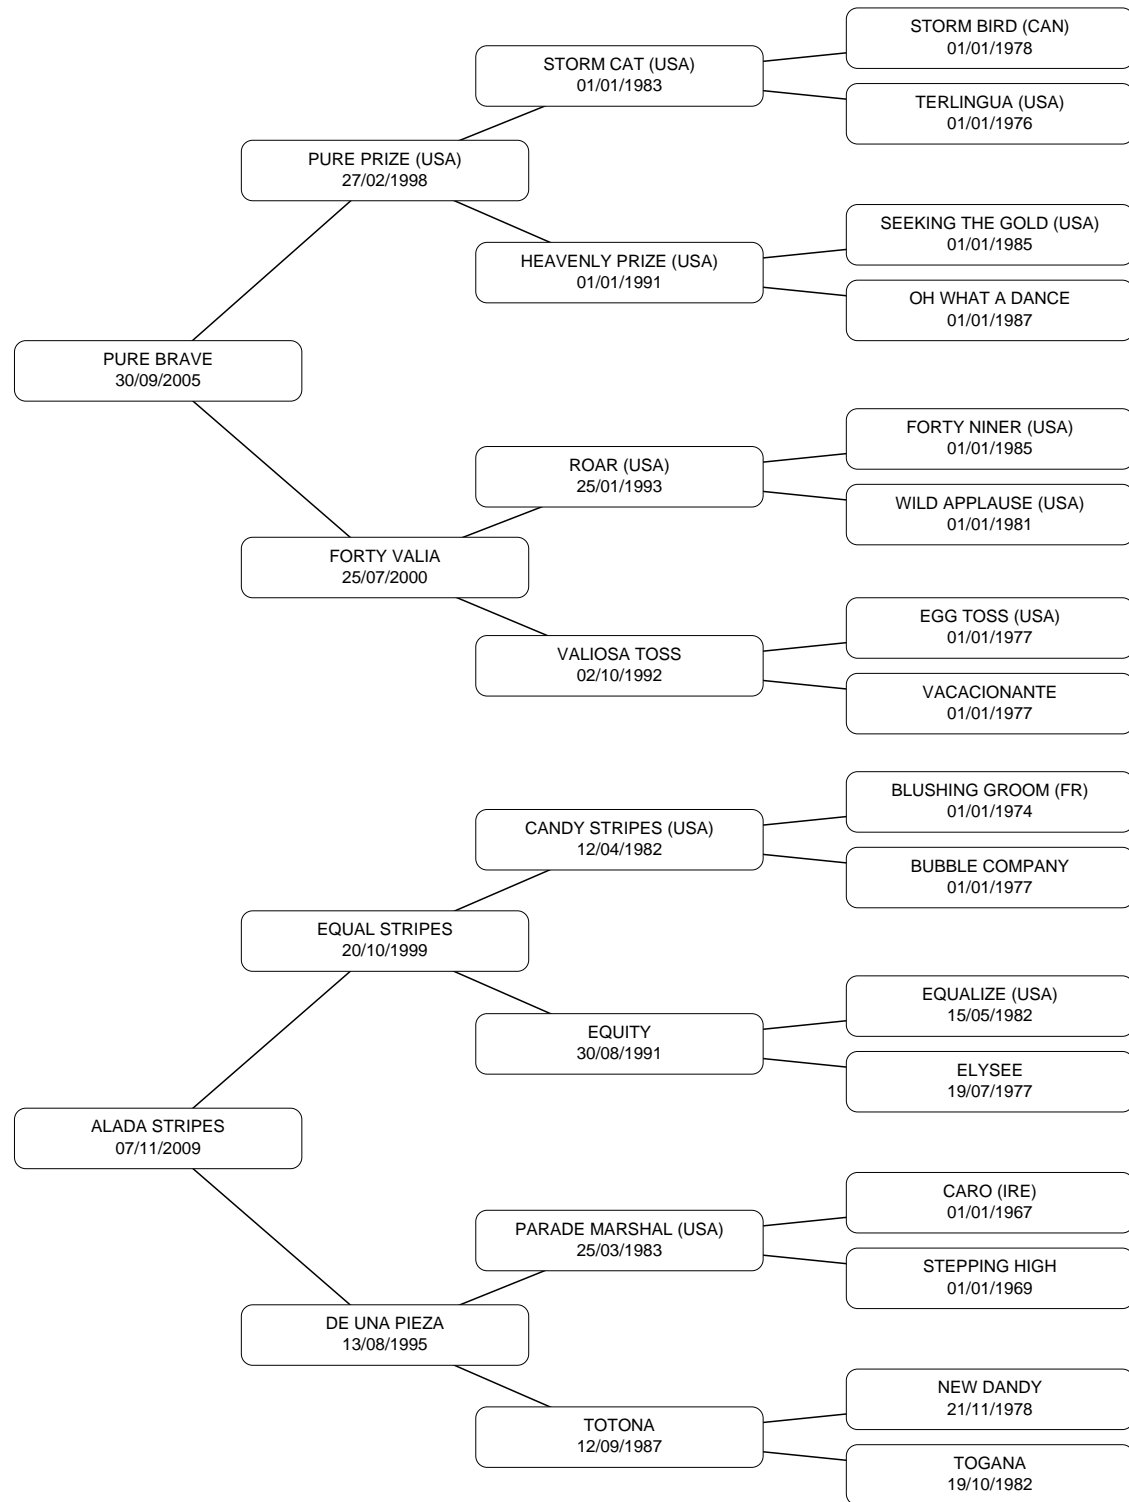 STORM BIRD (CAN)
01/01/1978
STORM CAT (USA)
01/01/1983
TERLINGUA (USA)
01/01/1976
PURE PRIZE (USA)
27/02/1998
SEEKING THE GOLD (USA)
01/01/1985
HEAVENLY PRIZE (USA)
01/01/1991
OH WHAT A DANCE
01/01/1987
PURE BRAVE
30/09/2005
FORTY NINER (USA)
01/01/1985
ROAR (USA)
25/01/1993
WILD APPLAUSE (USA)
01/01/1981
FORTY VALIA
25/07/2000
EGG TOSS (USA)
01/01/1977
VALIOSA TOSS
02/10/1992
VACACIONANTE
01/01/1977
BLUSHING GROOM (FR)
01/01/1974
CANDY STRIPES (USA)
12/04/1982
BUBBLE COMPANY
01/01/1977
EQUAL STRIPES
20/10/1999
EQUALIZE (USA)
15/05/1982
EQUITY
30/08/1991
ELYSEE
19/07/1977
ALADA STRIPES
07/11/2009
CARO (IRE)
01/01/1967
PARADE MARSHAL (USA)
25/03/1983
STEPPING HIGH
01/01/1969
DE UNA PIEZA
13/08/1995
NEW DANDY
21/11/1978
TOTONA
12/09/1987
TOGANA
19/10/1982